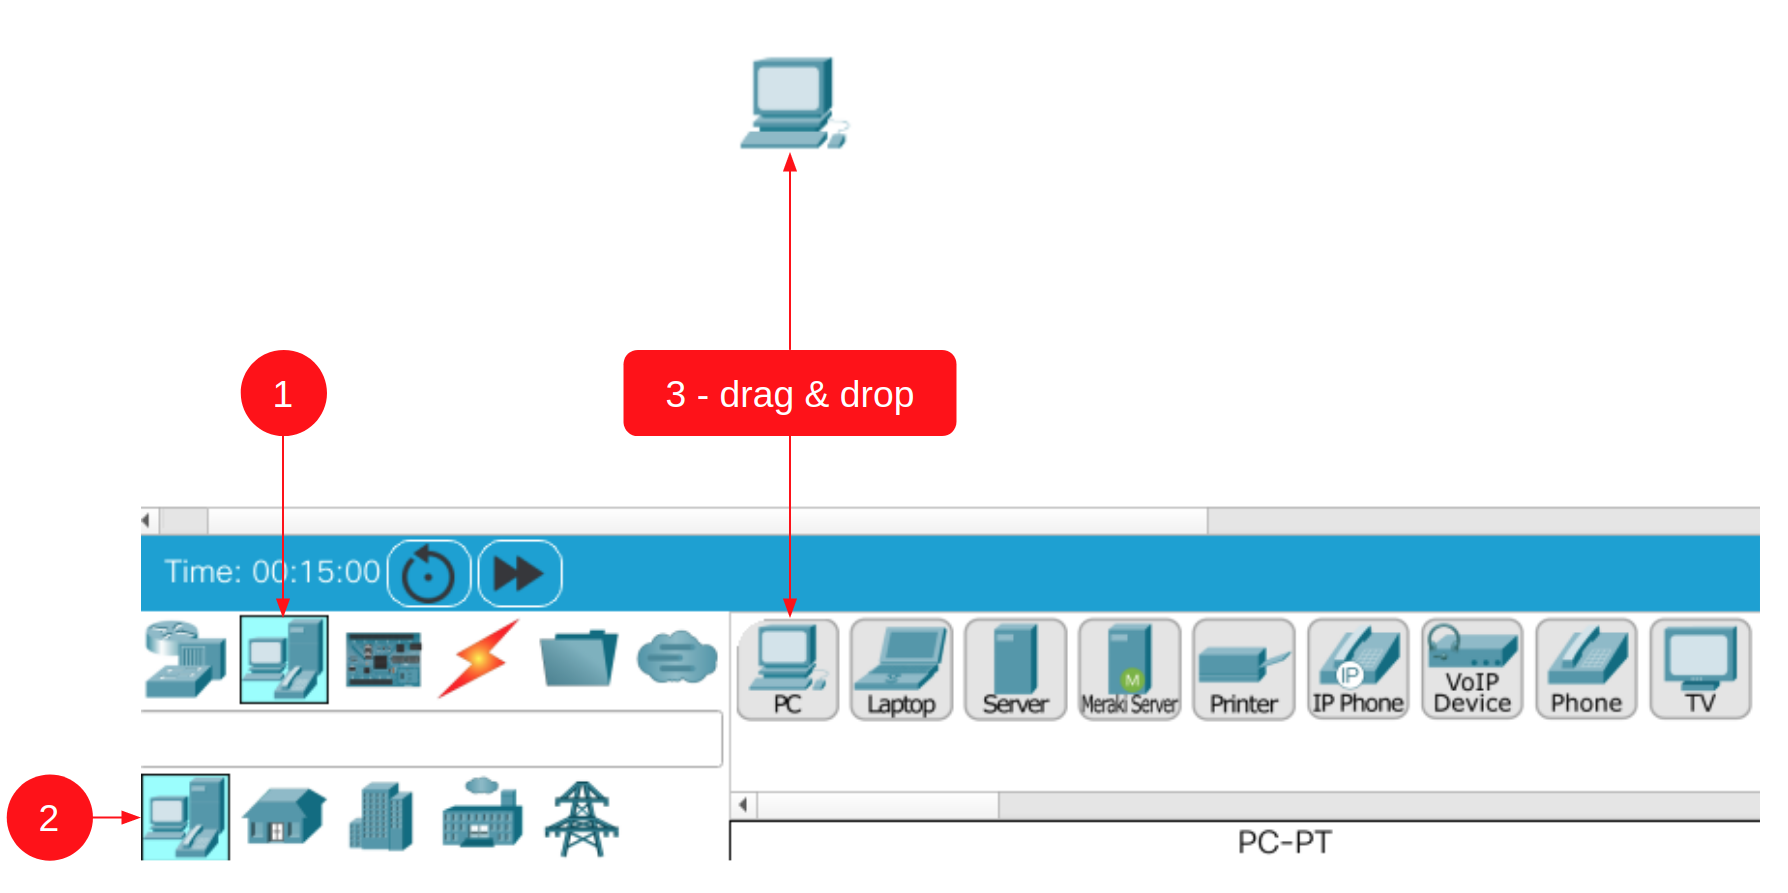 1
3 - drag & drop
Time: 00:15:00
PC
Laptop
Server
M
Meraki Server
Printer
IP
IP Phone
VoIP
Device
Phone
TV
2
PC-PT